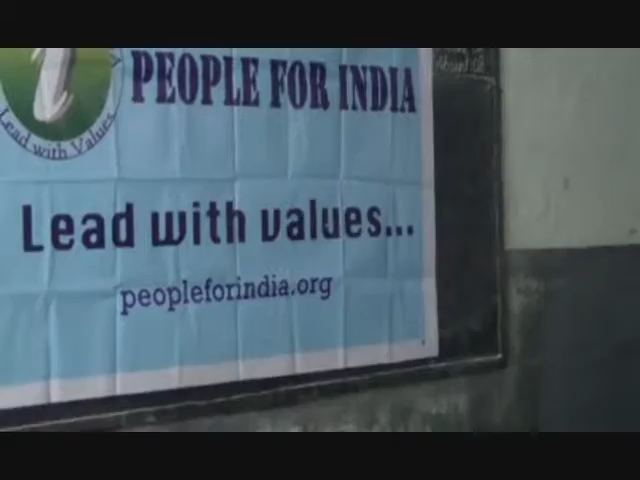 PEOPLE FOR INDIA
Lead with Values
Lead with values...
peopleforindia.org